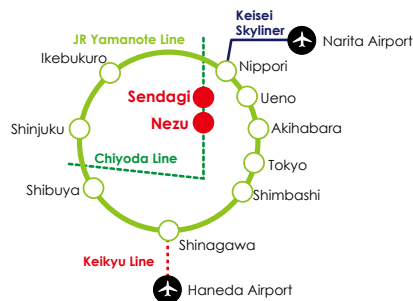 Keisei
Skyliner
Narita Airport
JR Yamanote Line
Ikebukuro
Nippori
Sendagi
Ueno
Nezu
Shinjuku
Akihabara
Chiyoda Line
Tokyo
Shibuya
Shimbashi
Shinagawa
Keikyu Line
Haneda Airport